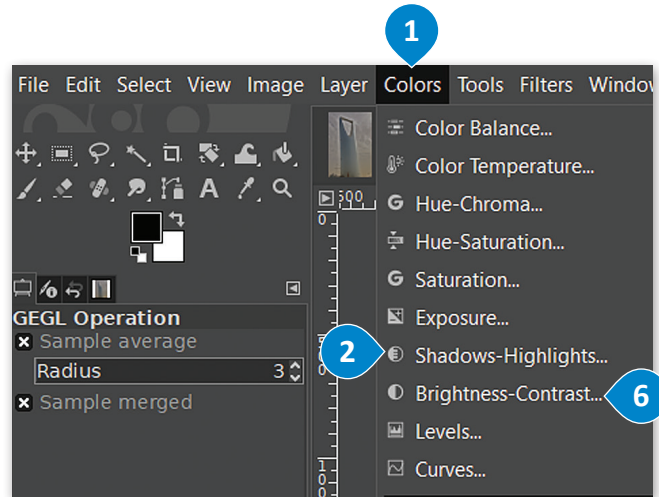 1
File Edit Select View Image Layer Colors Tools Filters Window
Color Balance...
Color Temperature...
Hue-Chroma...
Hue-Saturation...
Saturation...
Exposure...
2
Shadows-Highlights...
Brightness-Contrast...
6
Levels...
Curves...
GEGL Operation
Sample average
Radius 3
Sample merged